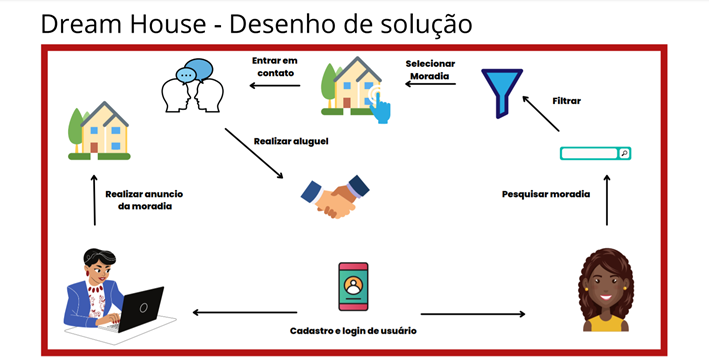 Dream House - Desenho de solução
Entrar em
contato
Selecionar
Moradia
Filtrar
Realizar aluguel
Realizar anuncio
da moradia
Pesquisar moradia
Cadastro e login de usuário